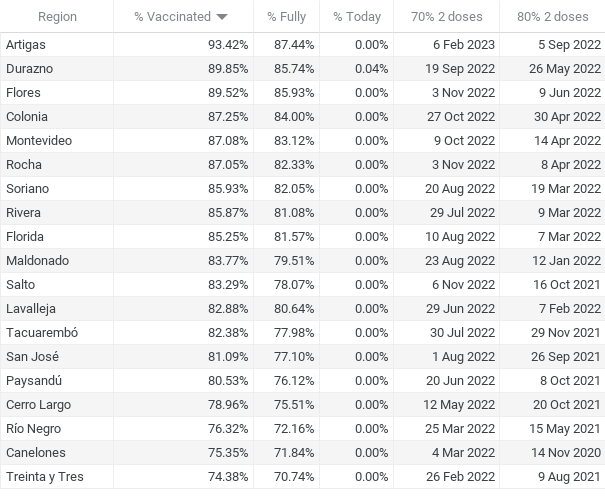 Region % Vaccinated % Fully % Today 70% 2 doses 80% 2 doses
Artigas 93.42% 87.44% 0.00% 6 Feb 2023 5 Sep 2022
Durazno 89.85% 85.74% 0.04% 19 Sep 2022 26 May 2022
Flores 89.52% 85.93% 0.00% 3 Nov 2022 9 Jun 2022
Colonia 87.25% 84.00% 0.00% 27 Oct 2022 30 Apr 2022
Montevideo 87.08% 83.12% 0.00% 9 Oct 2022 14 Apr 2022
Rocha 87.05% 82.33% 0.00% 3 Nov 2022 8 Apr 2022
Soriano 85.93% 82.05% 0.00% 20 Aug 2022 19 Mar 2022
Rivera 85.87% 81.08% 0.00% 29 Jul 2022 9 Mar 2022
Florida 85.25% 81.57% 0.00% 10 Aug 2022 7 Mar 2022
Maldonado 83.77% 79.51% 0.00% 23 Aug 2022 12 Jan 2022
Salto 83.29% 78.07% 0.00% 6 Nov 2022 16 Oct 2021
Lavalleja 82.88% 80.64% 0.00% 29 Jun 2022 7 Feb 2022
Tacuarembó 82.38% 77.98% 0.00% 30 Jul 2022 29 Nov 2021
San José 81.09% 77.10% 0.00% 1 Aug 2022 26 Sep 2021
Paysandú 80.53% 76.12% 0.00% 20 Jun 2022 8 Oct 2021
Cerro Largo 78.96% 75.51% 0.00% 12 May 2022 20 Oct 2021
Río Negro 76.32% 72.16% 0.00% 25 Mar 2022 15 May 2021
Canelones 75.35% 71.84% 0.00% 4 Mar 2022 14 Nov 2020
Treinta y Tres 74.38% 70.74% 0.00% 26 Feb 2022 9 Aug 2021